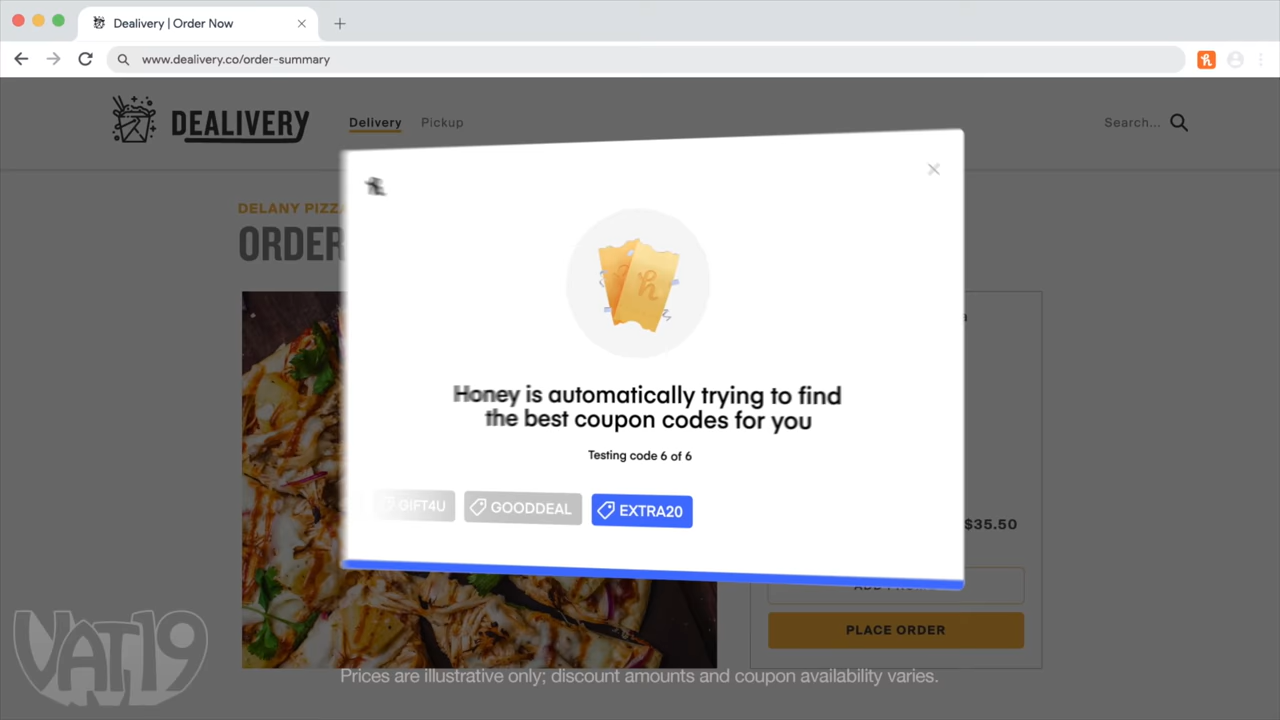 Dealivery | Order Now
www.dealivery.co/order-summary
DEALIVERY
Delivery
Pickup
Search...
DELANY PIZZ
ORDER
Honey is automatically trying to find
the best coupon codes for you
Testing code 6 of 6
GIFT4U
GOODDEAL
EXTRA20
$35.50
PLACE ORDER
VAT19
Prices are illustrative only; discount amounts and coupon availability varies.